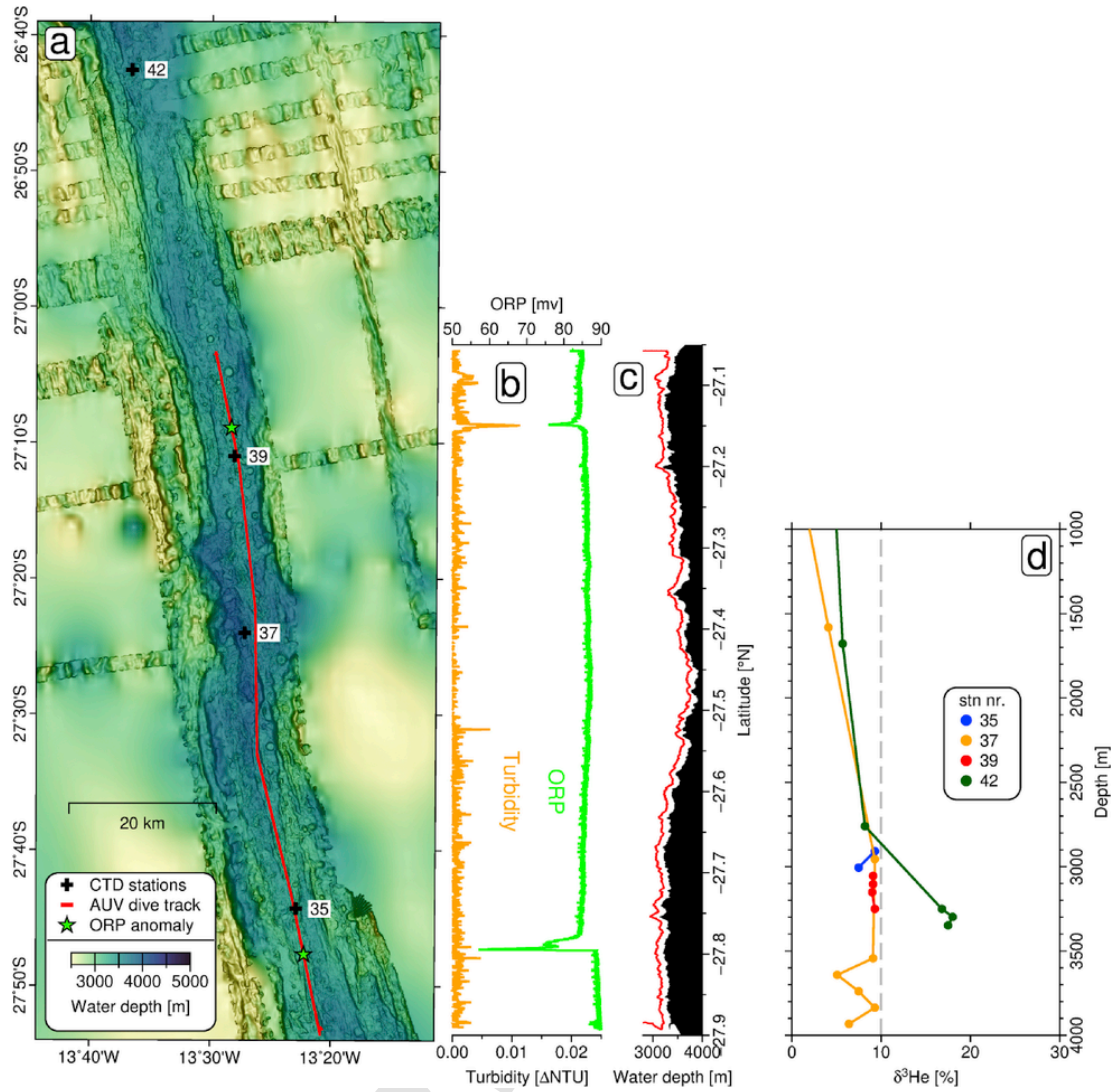 a
26°40'S
26°50'S
27°00'S
27°10'S
27°20'S
27°30'S
27°40'S
27°50'S
42
39
37
35
20 km
CTD stations
AUV dive track
ORP anomaly
3000 4000 5000
Water depth [m]
13°40'W 13°30'W 13°20'W
ORP [mv]
50 60 70 80 90
b
Turbidity
ORP
0.00 0.01 0.02
Turbidity [ΔNTU]
c
-27.1
-27.2
-27.3
-27.4
-27.5
-27.6
-27.7
-27.8
-27.9
Latitude [°N]
3000 4000
Water depth [m]
d
stn nr.
35
37
39
42
1000
1500
2000
2500
3000
3500
4000
Depth [m]
0 10 20 30
δ³He [%]